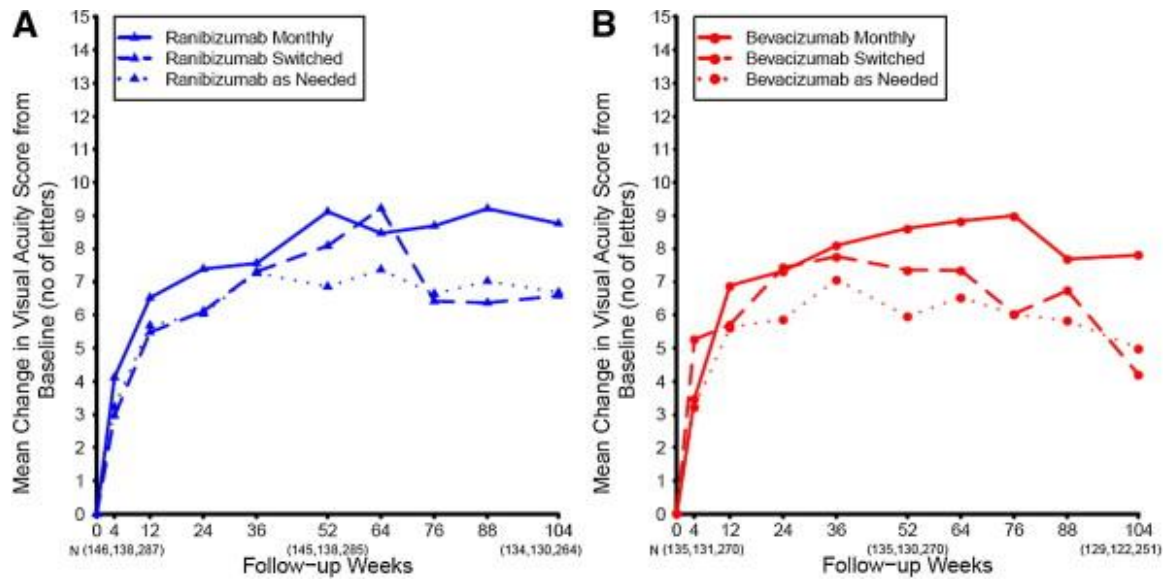 A
Ranibizumab Monthly
Ranibizumab Switched
Ranibizumab as Needed
Mean Change in Visual Acuity Score from
Baseline (no of letters)
15
14
13
12
11
10
9
8
7
6
5
4
3
2
1
0
0 4 12 24 36 52 64 76 88 104
N (146,138,287) (145,138,285) (134,130,264)
Follow-up Weeks
B
Bevacizumab Monthly
Bevacizumab Switched
Bevacizumab as Needed
Mean Change in Visual Acuity Score from
Baseline (no of letters)
15
14
13
12
11
10
9
8
7
6
5
4
3
2
1
0
0 4 12 24 36 52 64 76 88 104
N (135,131,270) (135,130,270) (129,122,251)
Follow-up Weeks